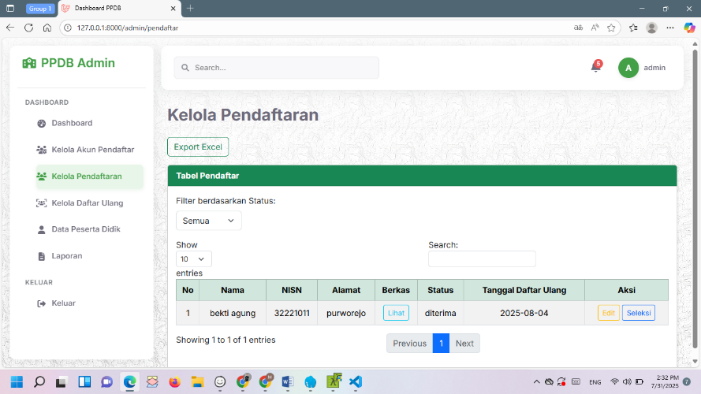 Group 1
Dashboard PPDB
127.0.0.1:8000/admin/pendaftar
PPDB Admin
Search...
5
A
admin
DASHBOARD
Dashboard
Kelola Akun Pendaftar
Kelola Pendaftaran
Kelola Daftar Ulang
Data Peserta Didik
Laporan
KELUAR
Keluar
Kelola Pendaftaran
Export Excel
Tabel Pendaftar
Filter berdasarkan Status:
Semua
Show
10
entries
Search:
No Nama NISN Alamat Berkas Status Tanggal Daftar Ulang Aksi
1 bekti agung 32221011 purworejo Lihat diterima 2025-08-04 Edit Seleksi
Showing 1 to 1 of 1 entries
Previous 1 Next
ENG
2:32 PM
7/31/2025